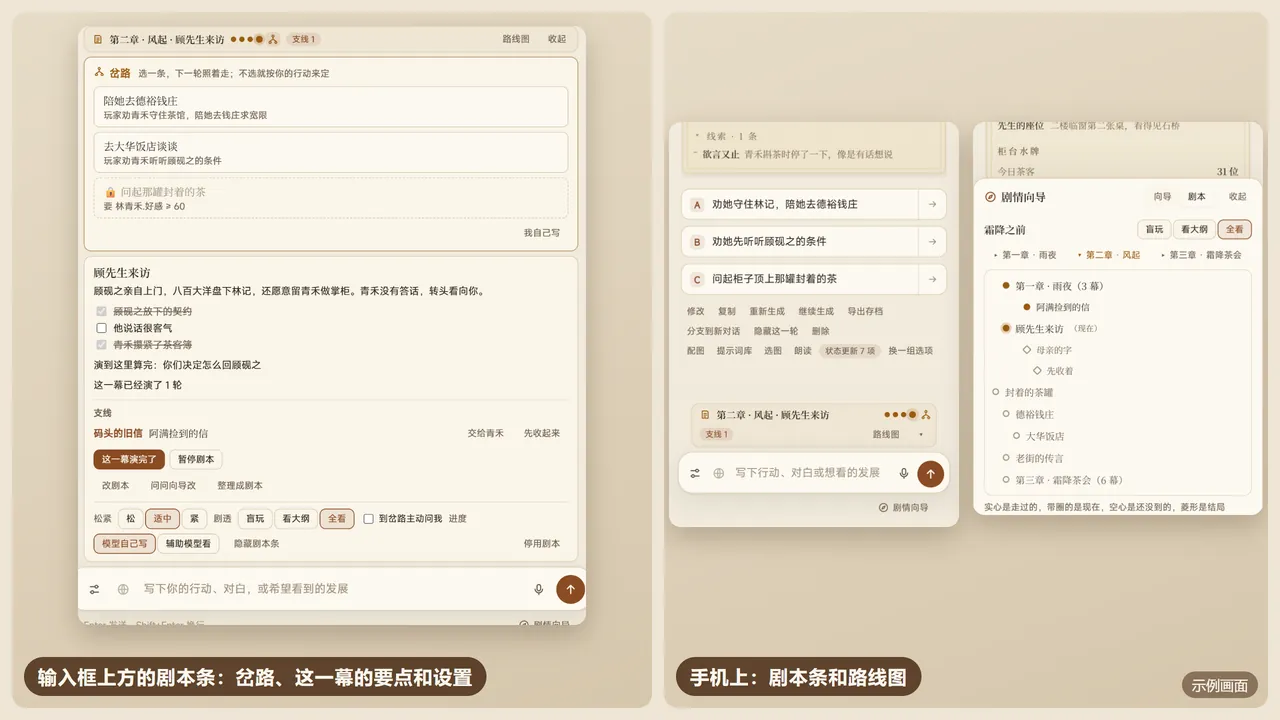 第二章 · 风起 · 顾先生来访 支线 1 路线图 收起
岔路 选一条，下一轮照着走；不选就按你的行动来定
陪她去德裕钱庄
玩家劝青禾守住茶馆，陪她去钱庄求宽限
去大华饭店谈谈
玩家劝青禾听听顾砚之的条件
问起那罐封着的茶
要 林青禾.好感 ≥ 60
我自己写
顾先生来访
顾砚之亲自上门，八百大洋盘下林记，还愿意留青禾做掌柜。青禾没有答话，转头看向你。
顾砚之放下的契约
他说话很客气
青禾攥紧了茶客簿
演到这里算完：你们决定怎么回顾砚之
这一幕已经演了 1 轮
支线
码头的旧信 阿满捡到的信 交给青禾 先收起来
这一幕演完了 暂停剧本
改剧本 问问向导改 整理成剧本
松紧 松 适中 紧 剧透 盲玩 看大纲 全看 到岔路主动问我 进度
模型自己写 辅助模型看 隐藏剧本条 停用剧本
写下你的行动、对白，或希望看到的发展
输入框上方的剧本条：岔路、这一幕的要点和设置
线索 · 1 条
欲言又止 青禾斟茶时停了一下，像是有话想说
A 劝她守住林记，陪她去德裕钱庄 →
B 劝她先听听顾砚之的条件 →
C 问起柜子顶上那罐封着的茶 →
修改 复制 重新生成 继续生成 导出存档
分支到新对话 隐藏这一轮 删除
配图 提示词库 选图 朗读 状态更新 7 项 换一组选项
第二章 · 风起 · 顾先生来访
支线 1 路线图
写下行动、对白或想看的发展
剧情向导
先生的座位 二楼临窗第二张桌，看得见石桥
柜台水牌
今日茶客 31 位
剧情向导 向导 剧本 收起
霜降之前 盲玩 看大纲 全看
第一章 · 雨夜 第二章 · 风起 第三章 · 霜降茶会
第一章 · 雨夜（3 幕）
阿满捡到的信
顾先生来访 （现在）
母亲的字
先收着
封着的茶罐
德裕钱庄
大华饭店
老街的传言
第三章 · 霜降茶会（6 幕）
实心是走过的，带圈的是现在，空心是还没到的，菱形是结局
手机上：剧本条和路线图
示例画面